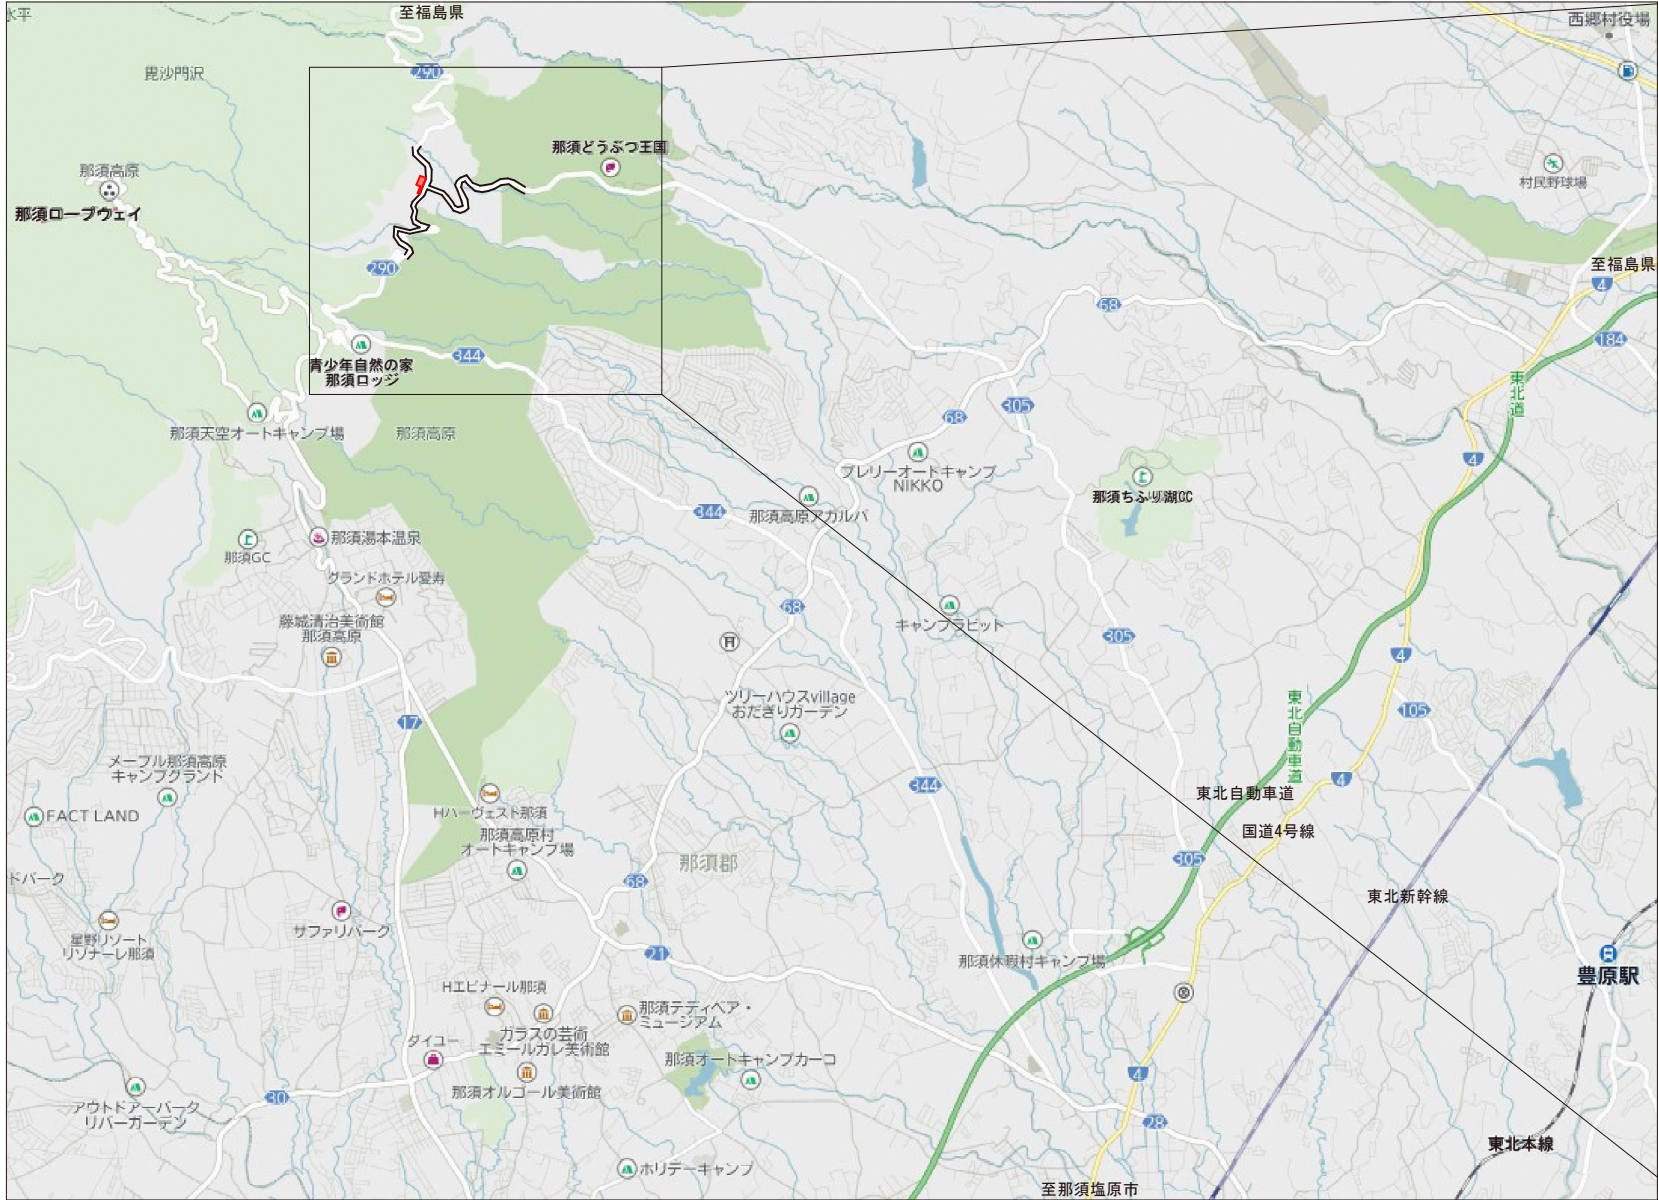 水平
至福島県
西郷村役場
毘沙門沢
290
那須どうぶつ王国
那須高原
那須ロープウェイ
村民野球場
290
至福島県
4
68
184
青少年自然の家
那須ロッジ
344
東北道
305
68
那須天空オートキャンプ場
那須高原
4
プレリーオートキャンプ
NIKKO
那須ちふり湖CC
344
那須高原アカルパ
那須湯本温泉
那須GC
グランドホテル愛寿
68
藤城清治美術館
那須高原
キャンプラビット
305
4
ツリーハウスvillage
おだぎりガーデン
17
105
東北自動車道
メープル那須高原
キャンプグランド
4
344
東北自動車道
FACT LAND
Hハーヴェスト那須
国道4号線
那須高原村
オートキャンプ場
305
那須郡
ドパーク
68
東北新幹線
サファリパーク
星野リゾート
リゾナーレ那須
21
那須休暇村キャンプ場
豊原駅
Hエピナール那須
那須テディベア・
ミュージアム
ガラスの芸術
エミールガレ美術館
ダイユー
那須オートキャンプカーコ
4
那須オルゴール美術館
30
アウトドアーパーク
リバーガーデン
28
東北本線
ホリデーキャンプ
至那須塩原市